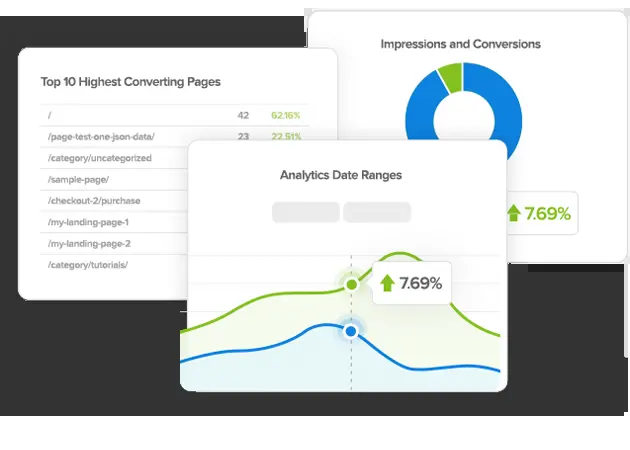 Impressions and Conversions
7.69%
Top 10 Highest Converting Pages
/ 42 62.16%
/page-test-one-json-data/ 23 22.51%
/category/uncategorized
/sample-page/
/checkout-2/purchase
/my-landing-page-1
/my-landing-page-2
/category/tutorials/
Analytics Date Ranges
7.69%